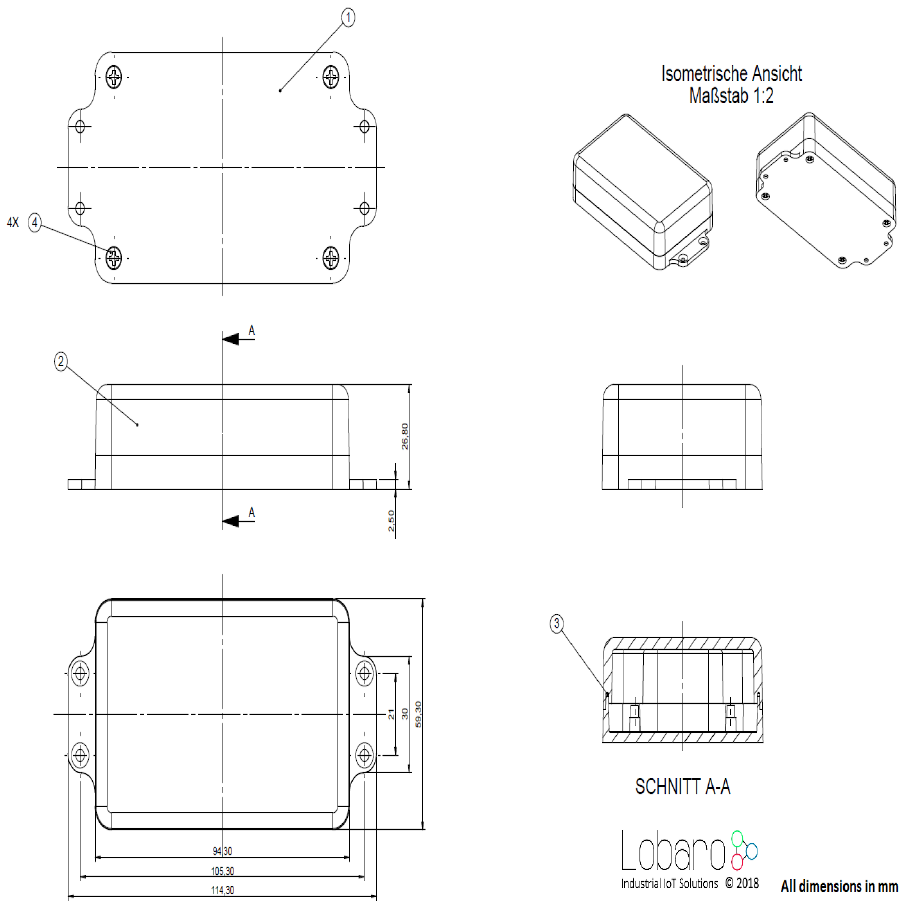 1
Isometrische Ansicht
Maßstab 1:2
4X 4
A
2
26,80
2,50
A
3
21
30
59,30
SCHNITT A-A
94,30
105,30
114,30
Lobaro
Industrial IoT Solutions © 2018
All dimensions in mm